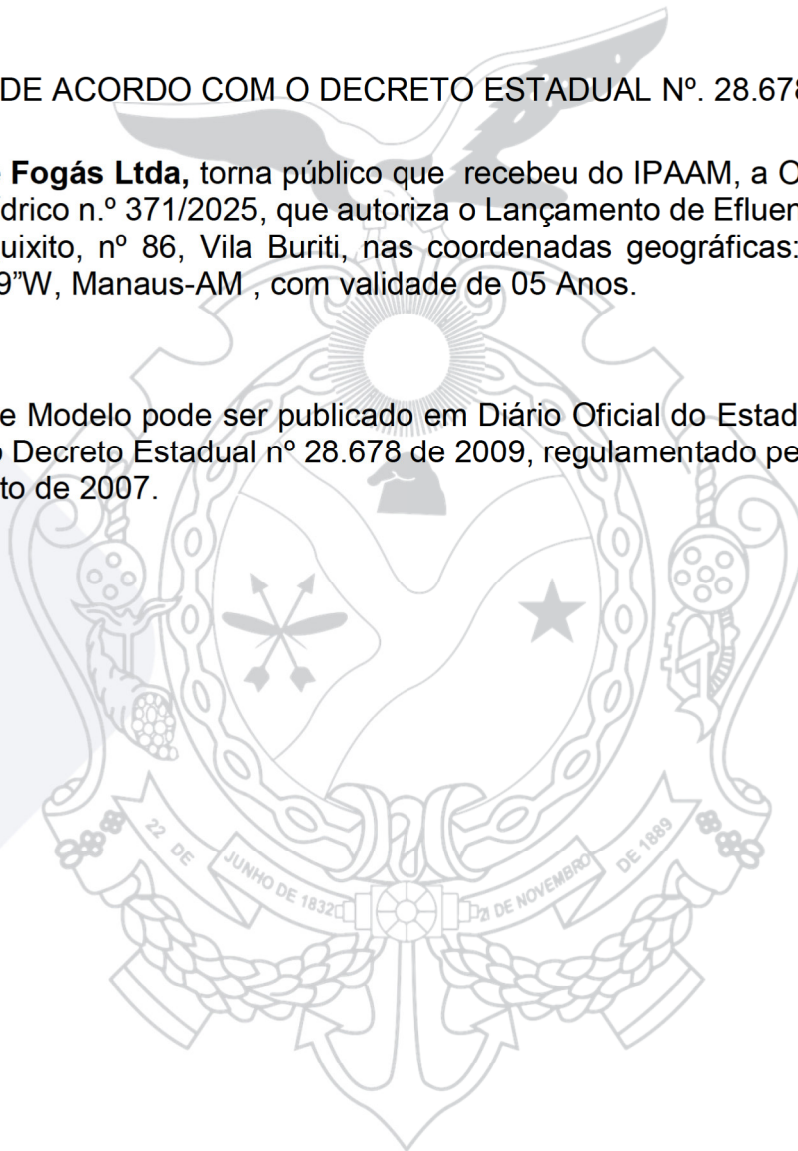 DE ACORDO COM O DECRETO ESTADUAL Nº. 28.678
Fogás Ltda, torna público que recebeu do IPAAM, a O
drico n.º 371/2025, que autoriza o Lançamento de Efluen
uixito, nº 86, Vila Buriti, nas coordenadas geográficas:
9”W, Manaus-AM , com validade de 05 Anos.
e Modelo pode ser publicado em Diário Oficial do Estad
o Decreto Estadual nº 28.678 de 2009, regulamentado pe
to de 2007.
22 DE JUNHO DE 1832
21 DE NOVEMBRO DE 1889